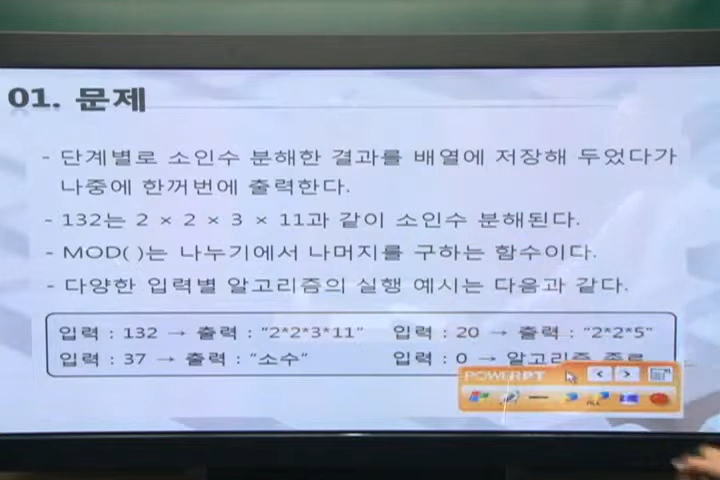 01. 문제
- 단계별로 소인수 분해한 결과를 배열에 저장해 두었다가
나중에 한꺼번에 출력한다.
- 132는 2 × 2 × 3 × 11과 같이 소인수 분해된다.
- MOD( )는 나누기에서 나머지를 구하는 함수이다.
- 다양한 입력별 알고리즘의 실행 예시는 다음과 같다.
입력 : 132 → 출력 : "2*2*3*11" 입력 : 20 → 출력 : "2*2*5"
입력 : 37 → 출력 : "소수" 입력 : 0 → 알고리즘 종료
POWERPT